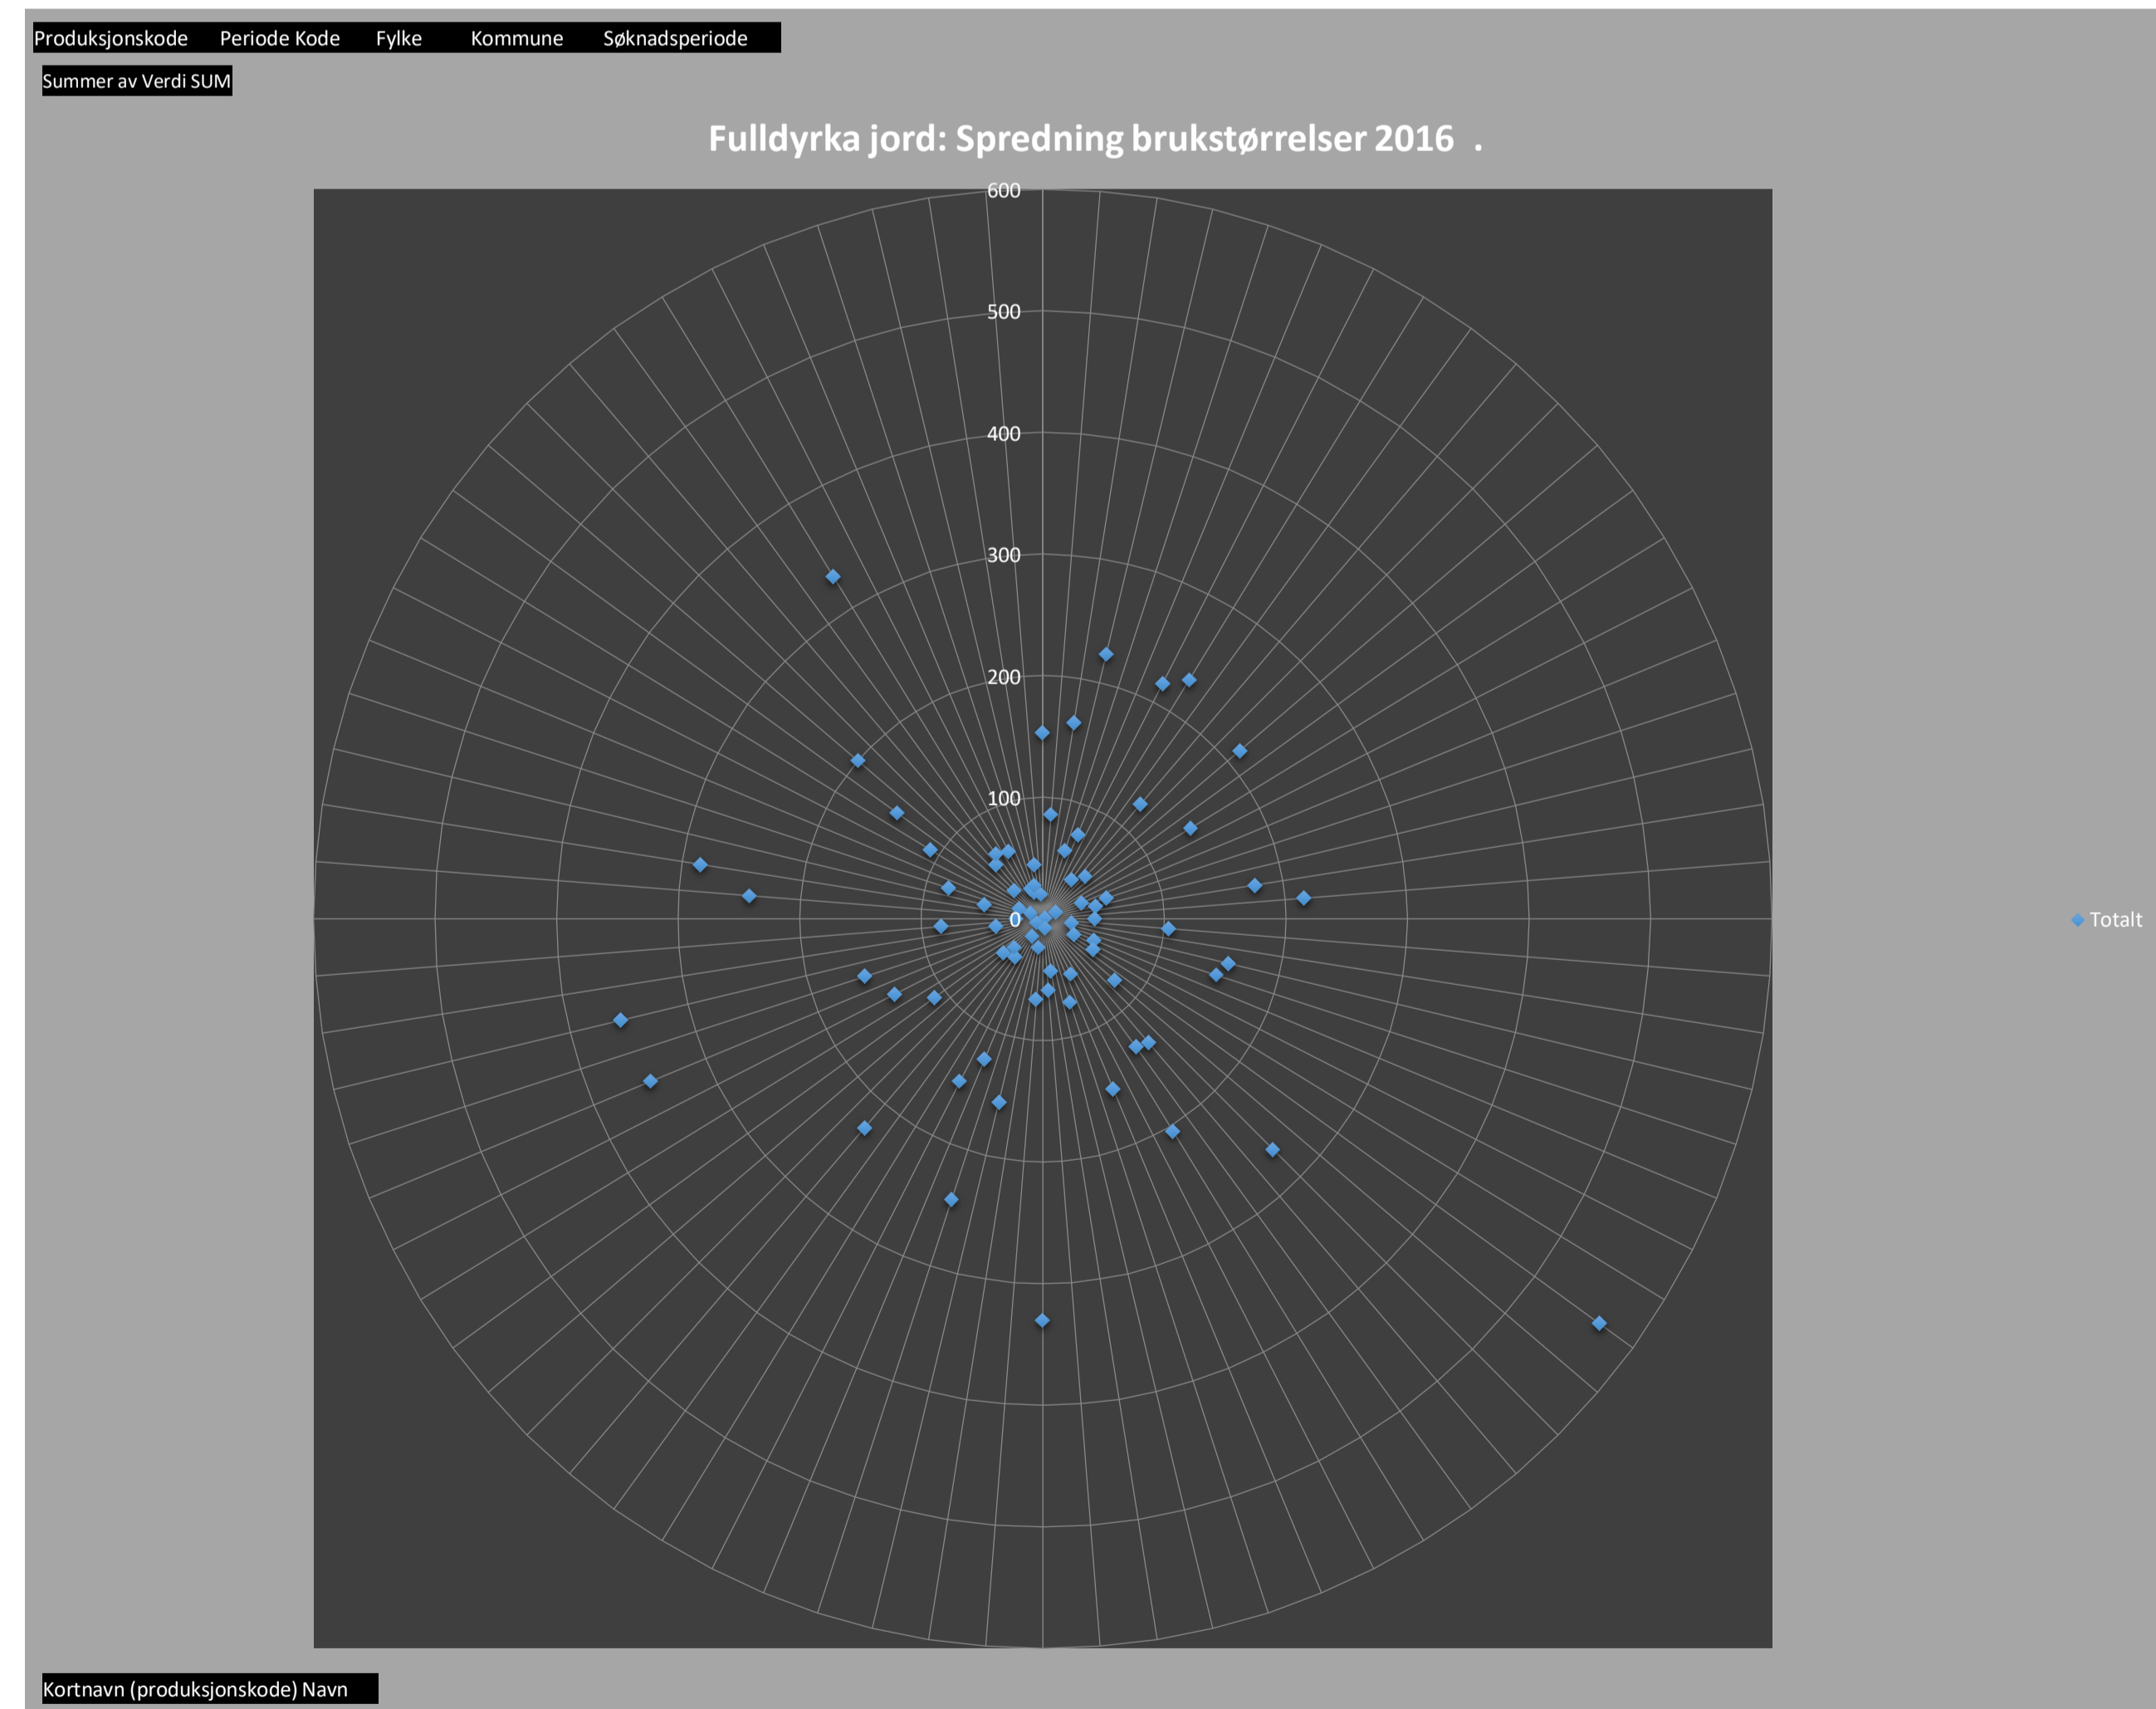 Produksjonskode Periode Kode Fylke Kommune Søknadsperiode
Summer av Verdi SUM
Fulldyrka jord: Spredning brukstørrelser 2016 .
600
500
400
300
200
100
0
Totalt
Kortnavn (produksjonskode) Navn